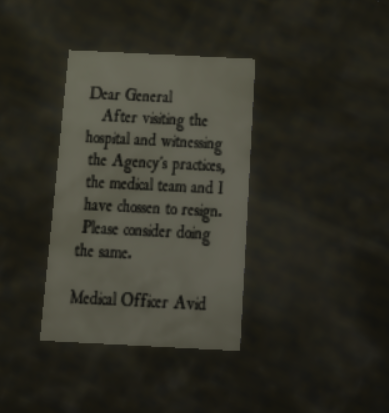 Dear General
After visiting the
hospital and witnessing
the Agency's practices,
the medical team and I
have chossen to resign.
Please consider doing
the same.
Medical Officer Avid